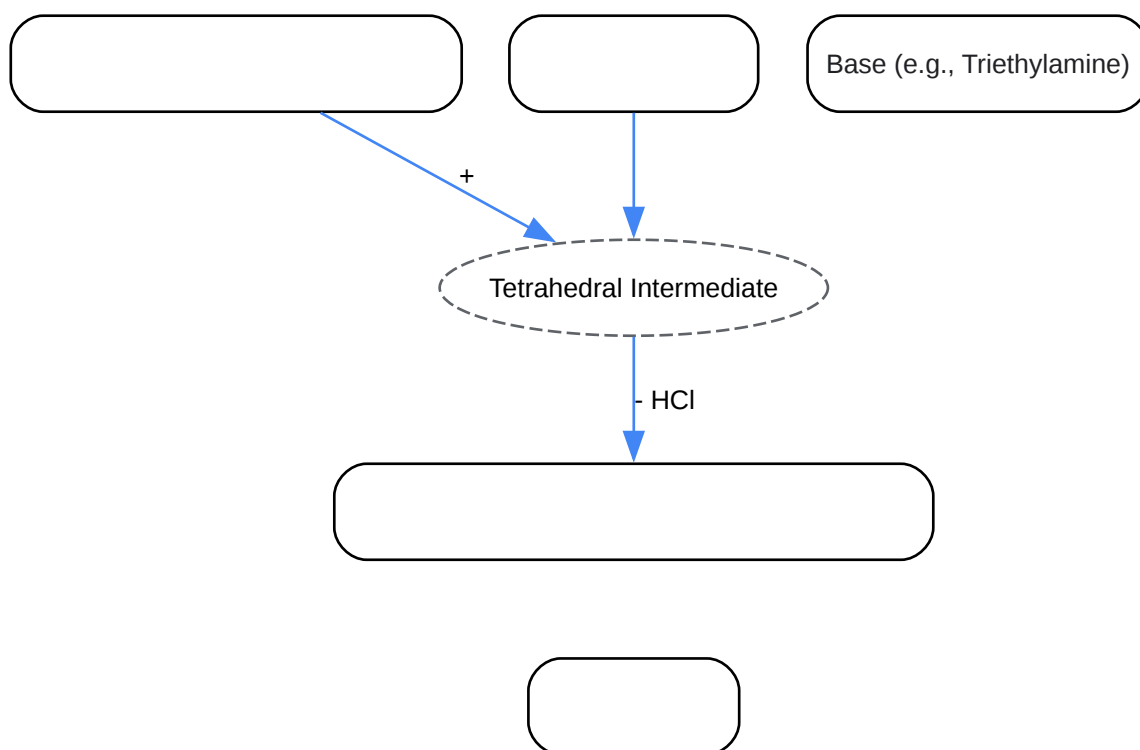 Base (e.g., Triethylamine)
+
Tetrahedral Intermediate
- HCl